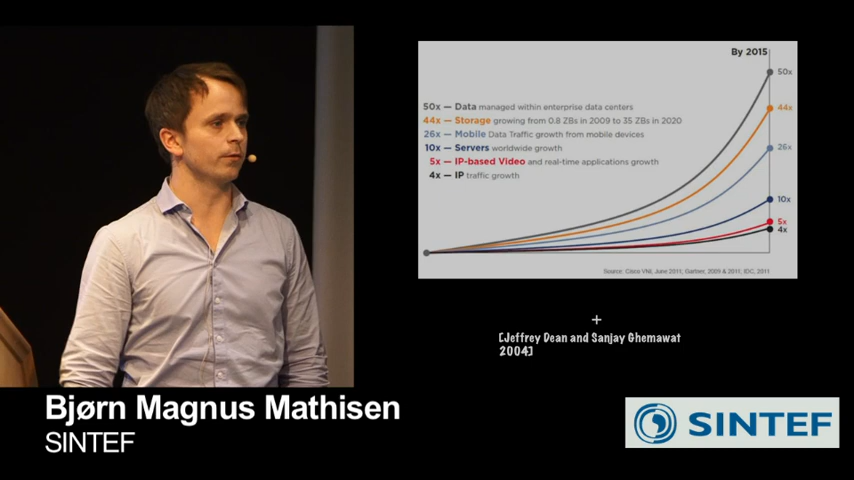 By 2015
50x
50x — Data managed within enterprise data centers
44x — Storage growing from 0.8 ZBs in 2009 to 35 ZBs in 2020
44x
26x — Mobile Data Traffic growth from mobile devices
26x
10x — Servers worldwide growth
5x — IP-based Video and real-time applications growth
4x — IP traffic growth
10x
5x
4x
Source: Cisco VNI, June 2011; Gartner, 2009 & 2011; IDC, 2011
+
[Jeffrey Dean and Sanjay Ghemawat
2004]
Bjørn Magnus Mathisen
SINTEF
SINTEF